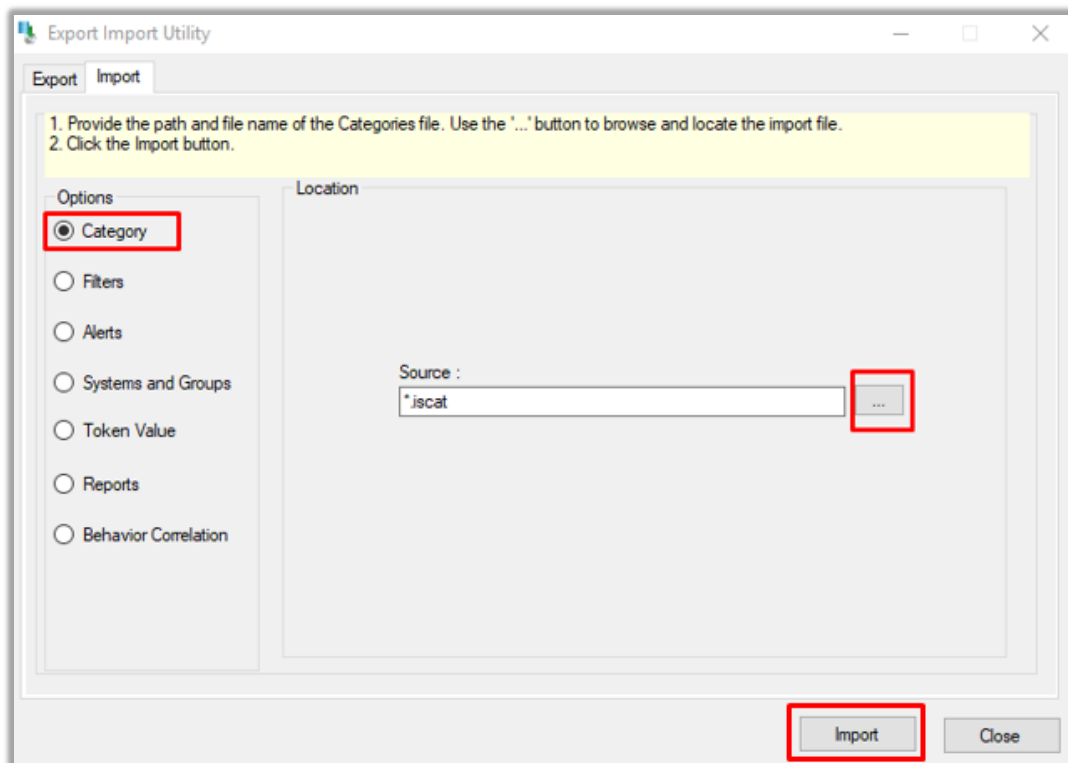 Export Import Utility
Export
Import
1. Provide the path and file name of the Categories file. Use the '...' button to browse and locate the import file.
2. Click the Import button.
Options
Location
Category
Filters
Alerts
Systems and Groups
Token Value
Reports
Behavior Correlation
Source :
*.iscat
...
Import
Close